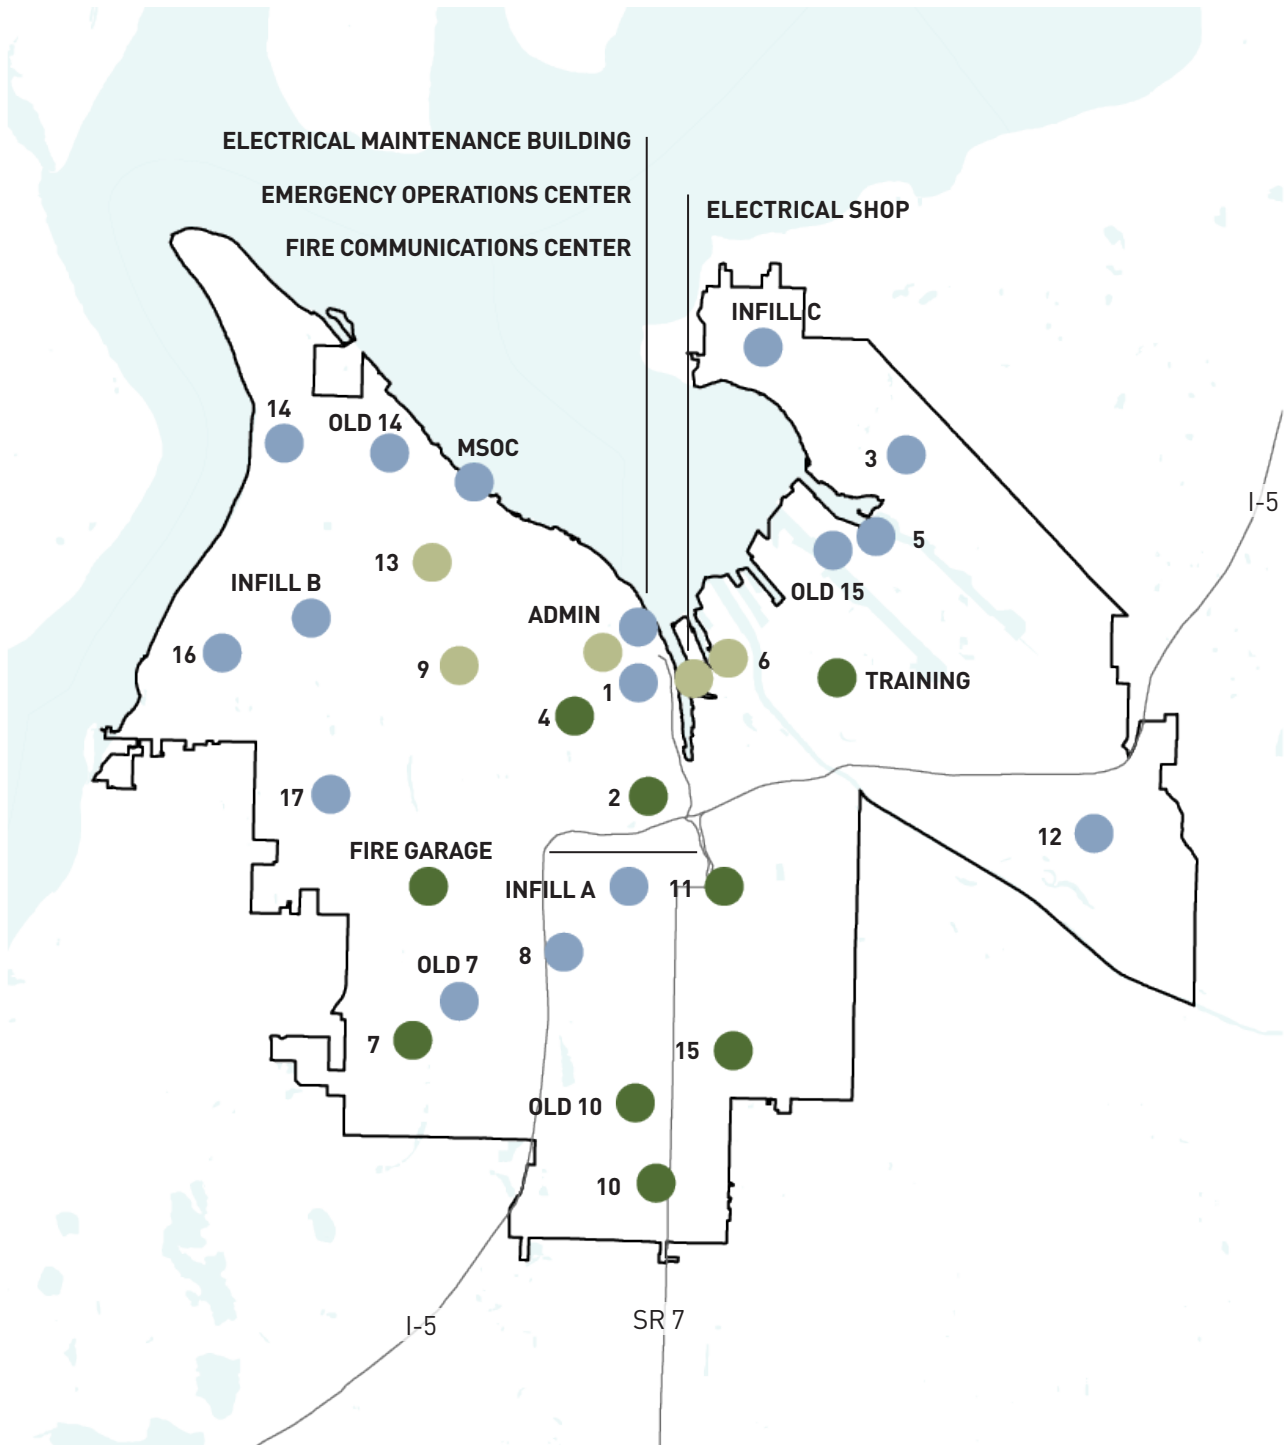 ELECTRICAL MAINTENANCE BUILDING
EMERGENCY OPERATIONS CENTER
ELECTRICAL SHOP
FIRE COMMUNICATIONS CENTER
INFILL C
14
OLD 14
MSOC
3
I-5
5
13
INFILL B
OLD 15
ADMIN
16
9
6
1
TRAINING
4
17
2
12
FIRE GARAGE
INFILL A
11
8
OLD 7
7
15
OLD 10
10
I-5
SR 7